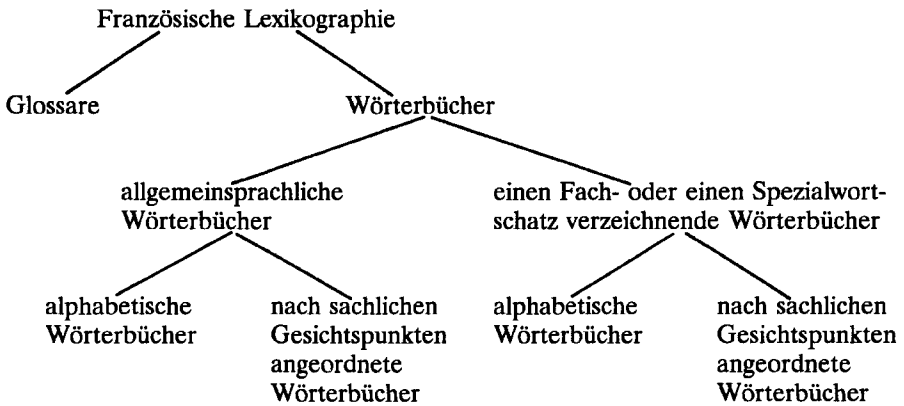 Französische Lexikographie
Glossare
Wörterbücher
allgemeinsprachliche
Wörterbücher
einen Fach- oder einen Spezialwort-
schatz verzeichnende Wörterbücher
alphabetische
Wörterbücher
nach sachlichen
Gesichtspunkten
angeordnete
Wörterbücher
alphabetische
Wörterbücher
nach sachlichen
Gesichtspunkten
angeordnete
Wörterbücher